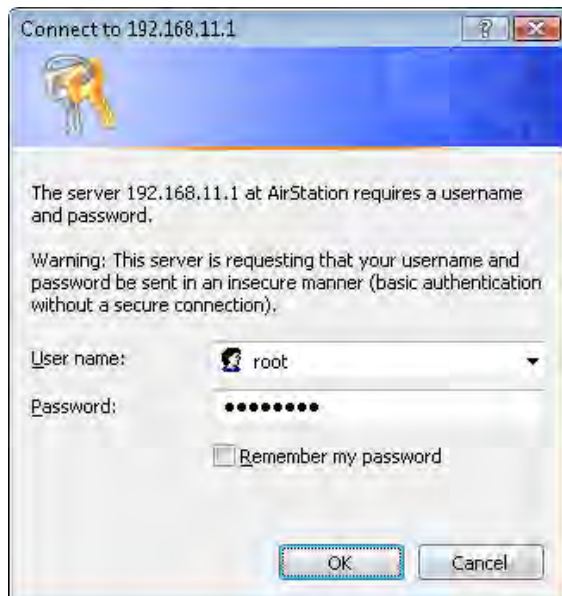 Connect to 192.168.11.1
The server 192.168.11.1 at AirStation requires a username
and password.
Warning: This server is requesting that your username and
password be sent in an insecure manner (basic authentication
without a secure connection).
User name:
root
Password:
●●●●●●●●
Remember my password
OK
Cancel